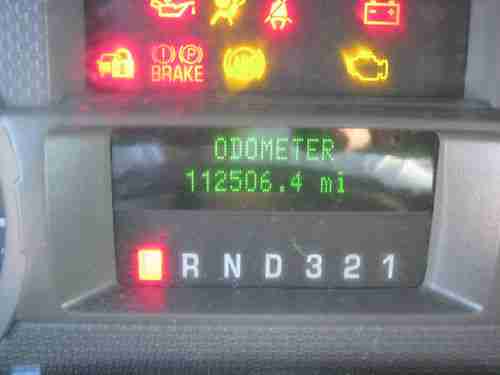 BRAKE
ODOMETER
112506.4 mi
R N D 3 2 1